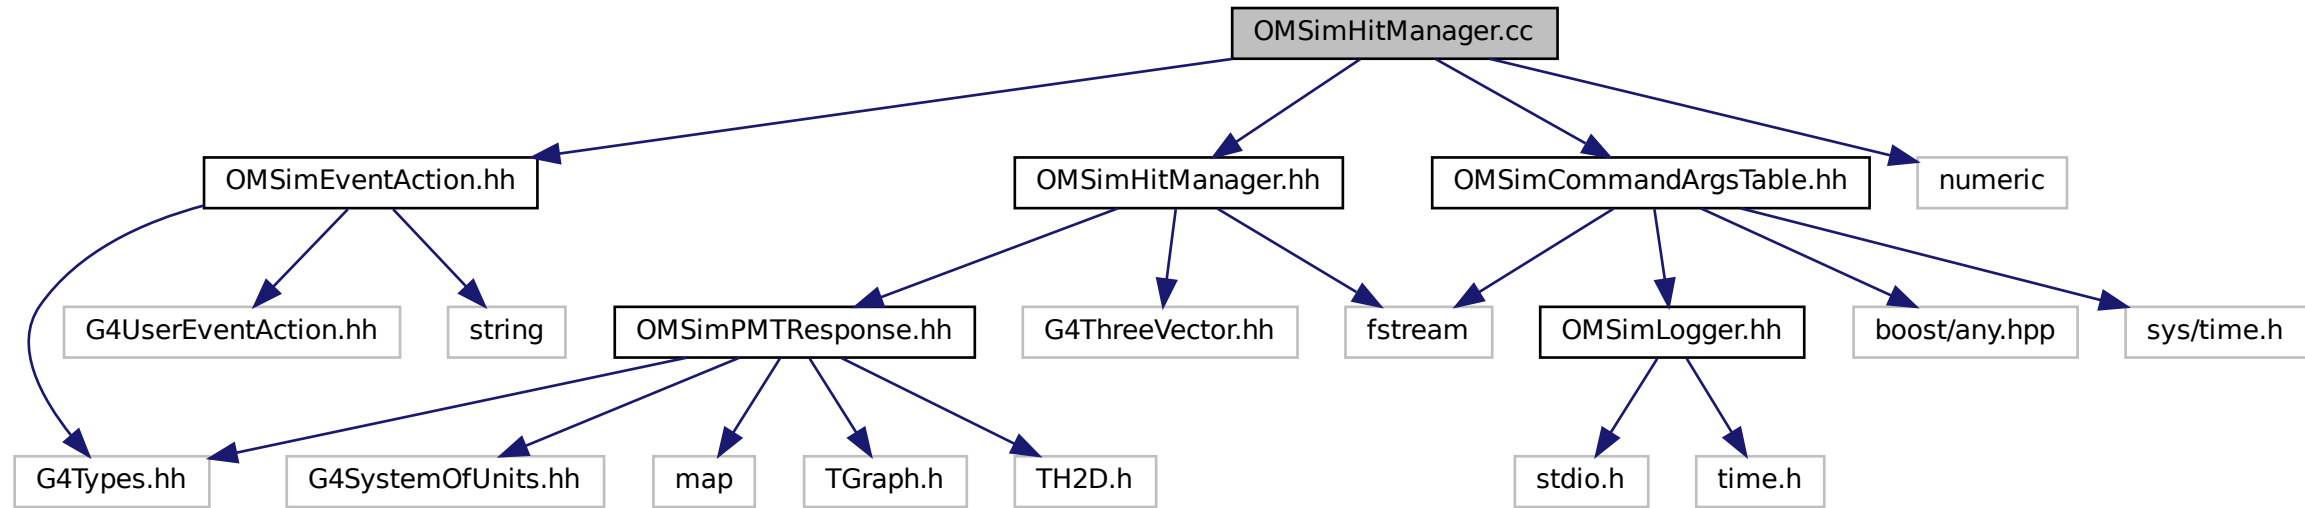 OMSimHitManager.cc
OMSimEventAction.hh
OMSimHitManager.hh
OMSimCommandArgsTable.hh
numeric
G4UserEventAction.hh
string
OMSimPMTResponse.hh
G4ThreeVector.hh
fstream
OMSimLogger.hh
boost/any.hpp
sys/time.h
G4Types.hh
G4SystemOfUnits.hh
map
TGraph.h
TH2D.h
stdio.h
time.h